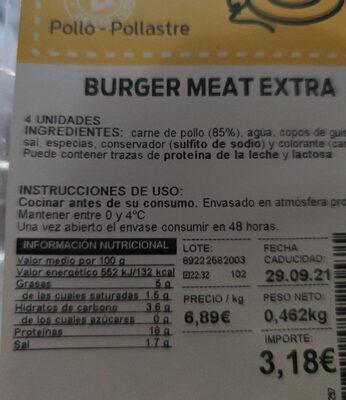 Pollo - Pollastre
BURGER MEAT EXTRA
4 UNIDADES
INGREDIENTES: carne de pollo (85%), agua, copos de guis
sal, especias, conservador (sulfito de sodio) y colorante (car
Puede contener trazas de proteína de la leche y lactosa
INSTRUCCIONES DE USO:
Cocinar antes de su consumo. Envasado en atmósfera pro
Mantener entre 0 y 4ºC
Una vez abierto el envase consumir en 48 horas.
INFORMACIÓN NUTRICIONAL
Valor medio por 100 g
Valor energético 552 kJ/132 kcal
Grasas 5 g
de las cuales saturadas 1.5 g
Hidratos de carbono 3.6 g
de los cuales azúcares 0 g
Proteínas 18 g
Sal 1.7 g
LOTE:
89222582003
22:32 102
FECHA
CADUCIDAD:
29.09.21
PRECIO / kg
6,89€
PESO NETO:
0,462kg
IMPORTE:
3,18€